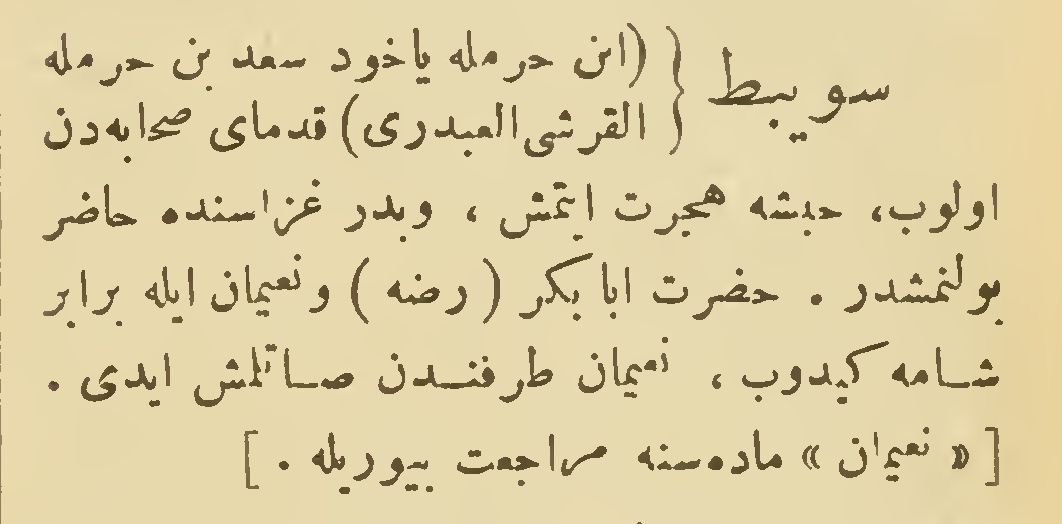 سویبط { (ابن حرمله یاخود سعد بن حرمله
القرشی العبدری) قدمای صحابه‌دن
اولوب، حبشه هجرت ایتمش ، وبدر غزاسنده حاضر
بولنمشدر . حضرت ابا بکر ( رضه ) ونعیمان ایله برابر
شامه کیدوب ، نعیمان طرفندن صاتلمش ایدی .
[ « نعیمان » ماده‌سنه مراجعت بیوریله . ]